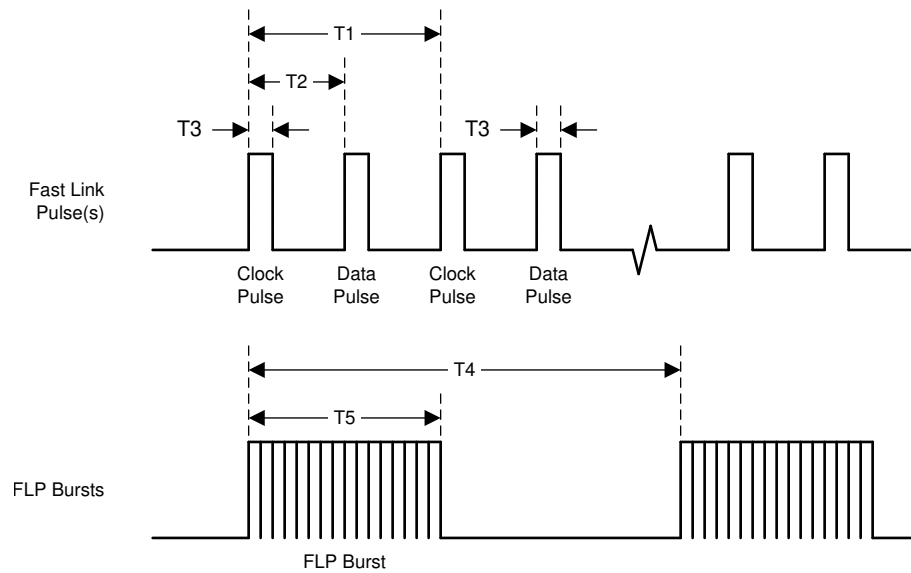 T1
T2
T3
T3
Fast Link
Pulse(s)
Clock
Pulse
Data
Pulse
Clock
Pulse
Data
Pulse
T4
T5
FLP Bursts
FLP Burst